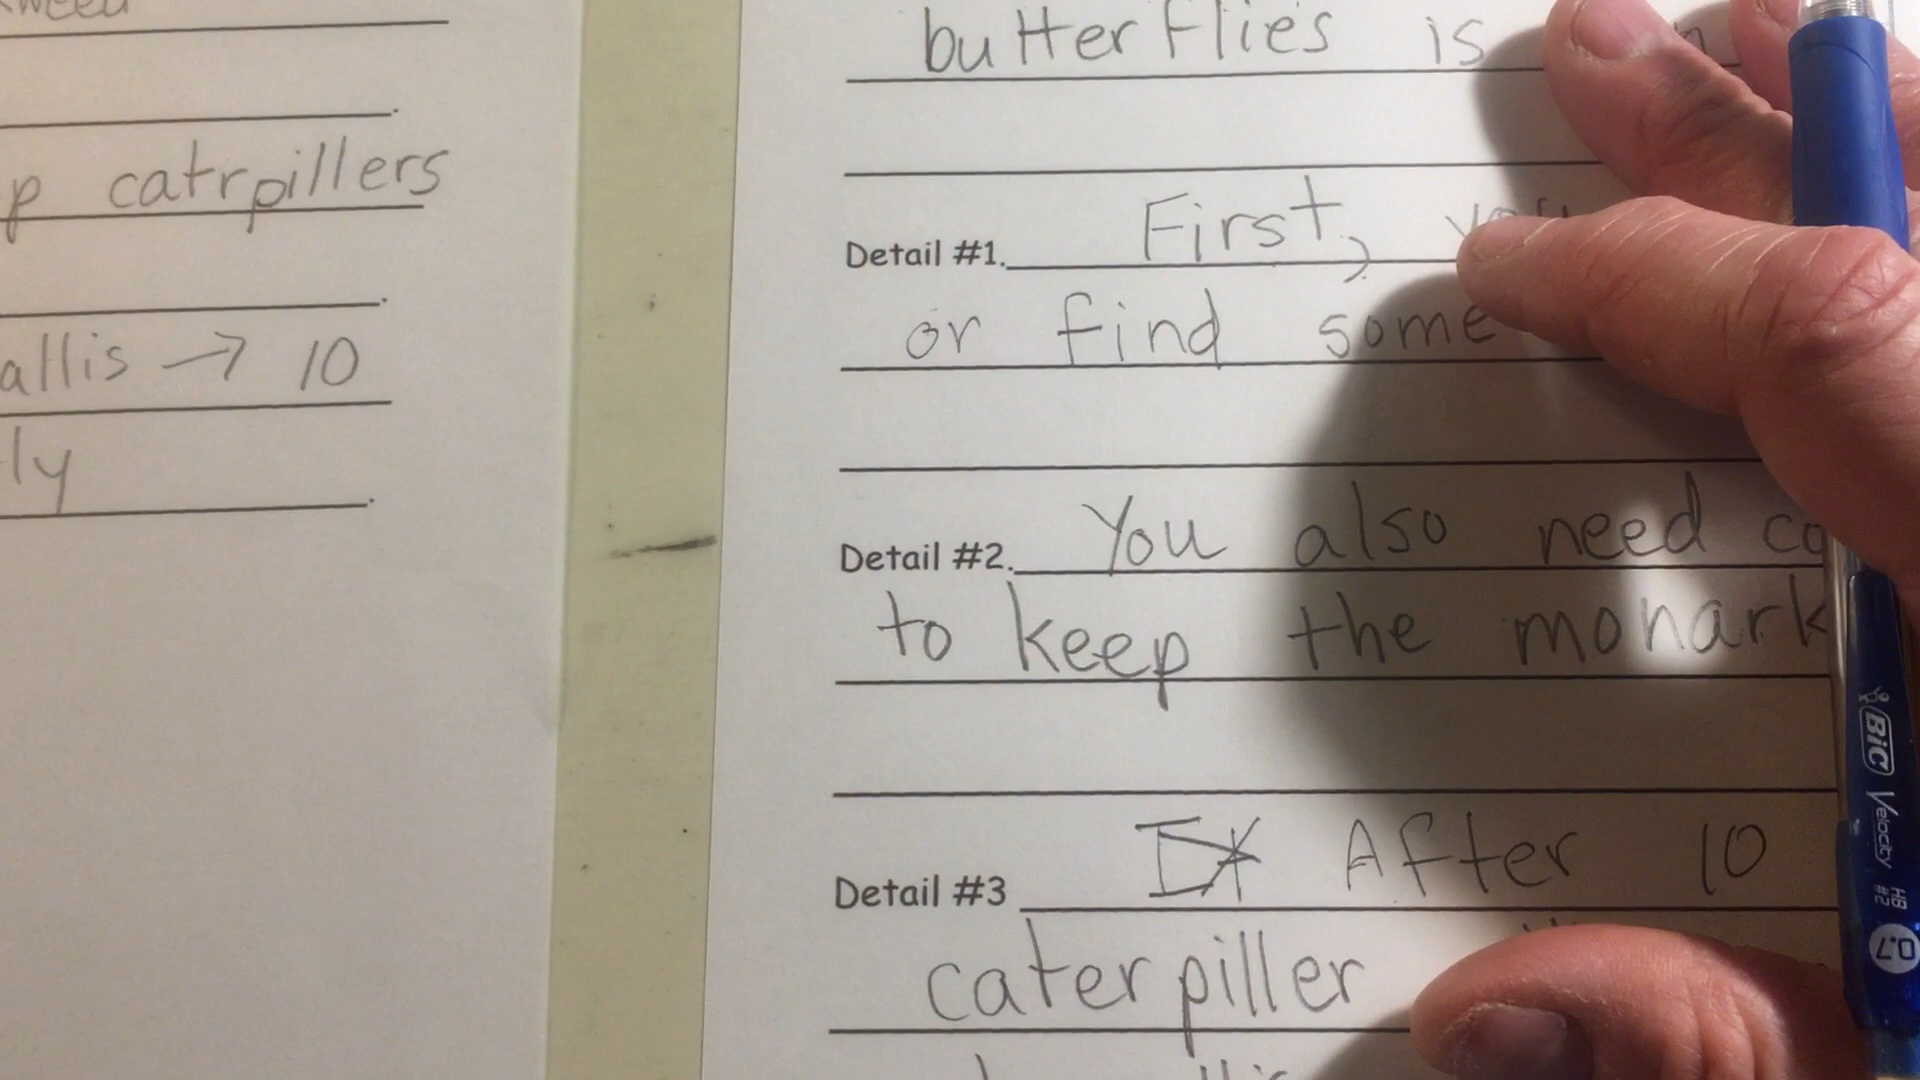 p catrpillers
allis → 10
ly
butterflies is
Detail #1. First,
or find some
Detail #2. You also need
to keep the monark
Detail #3 After 10
caterpiller
BiC Velocity HB #2 0.7